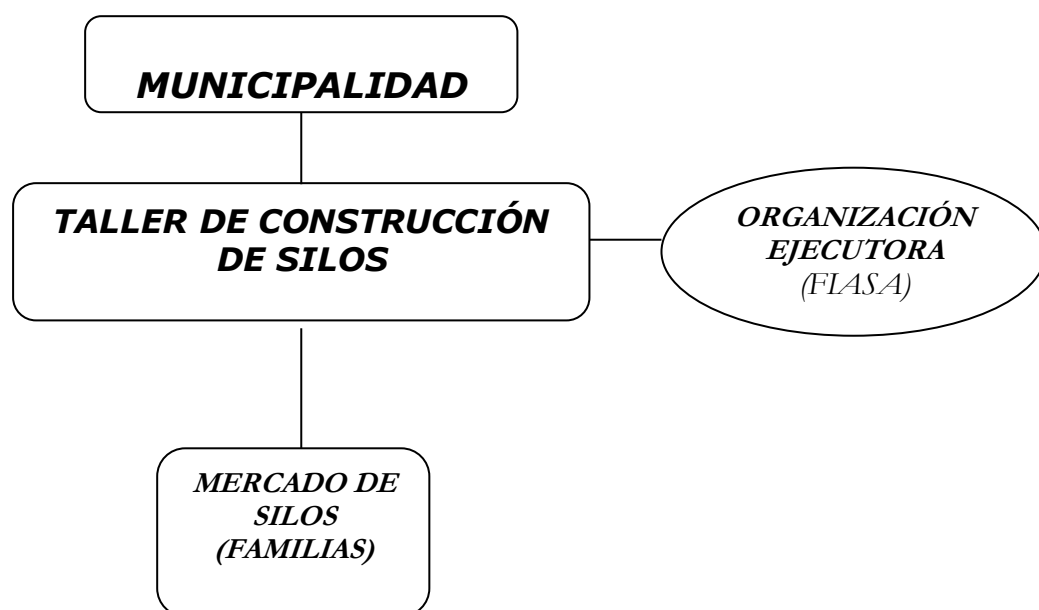 MUNICIPALIDAD
TALLER DE CONSTRUCCIÓN
DE SILOS
ORGANIZACIÓN
EJECUTORA
(FIASA)
MERCADO DE
SILOS
(FAMILIAS)